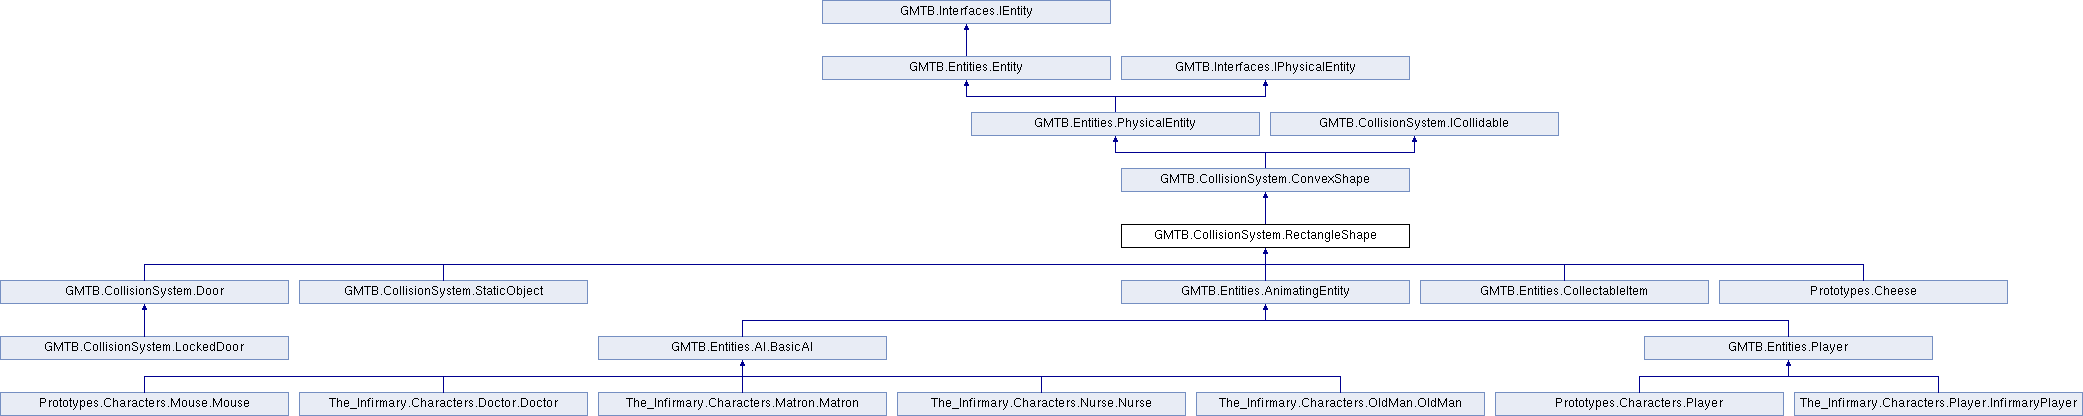 GMTB.Interfaces.IEntity
GMTB.Entities.Entity
GMTB.Interfaces.IPhysicalEntity
GMTB.Entities.PhysicalEntity
GMTB.CollisionSystem.ICollidable
GMTB.CollisionSystem.ConvexShape
GMTB.CollisionSystem.RectangleShape
GMTB.CollisionSystem.Door
GMTB.CollisionSystem.StaticObject
GMTB.Entities.AnimatingEntity
GMTB.Entities.CollectableItem
Prototypes.Cheese
GMTB.CollisionSystem.LockedDoor
GMTB.Entities.AI.BasicAI
GMTB.Entities.Player
Prototypes.Characters.Mouse.Mouse
The_Infirmary.Characters.Doctor.Doctor
The_Infirmary.Characters.Matron.Matron
The_Infirmary.Characters.Nurse.Nurse
The_Infirmary.Characters.OldMan.OldMan
Prototypes.Characters.Player
The_Infirmary.Characters.Player.InfirmaryPlayer